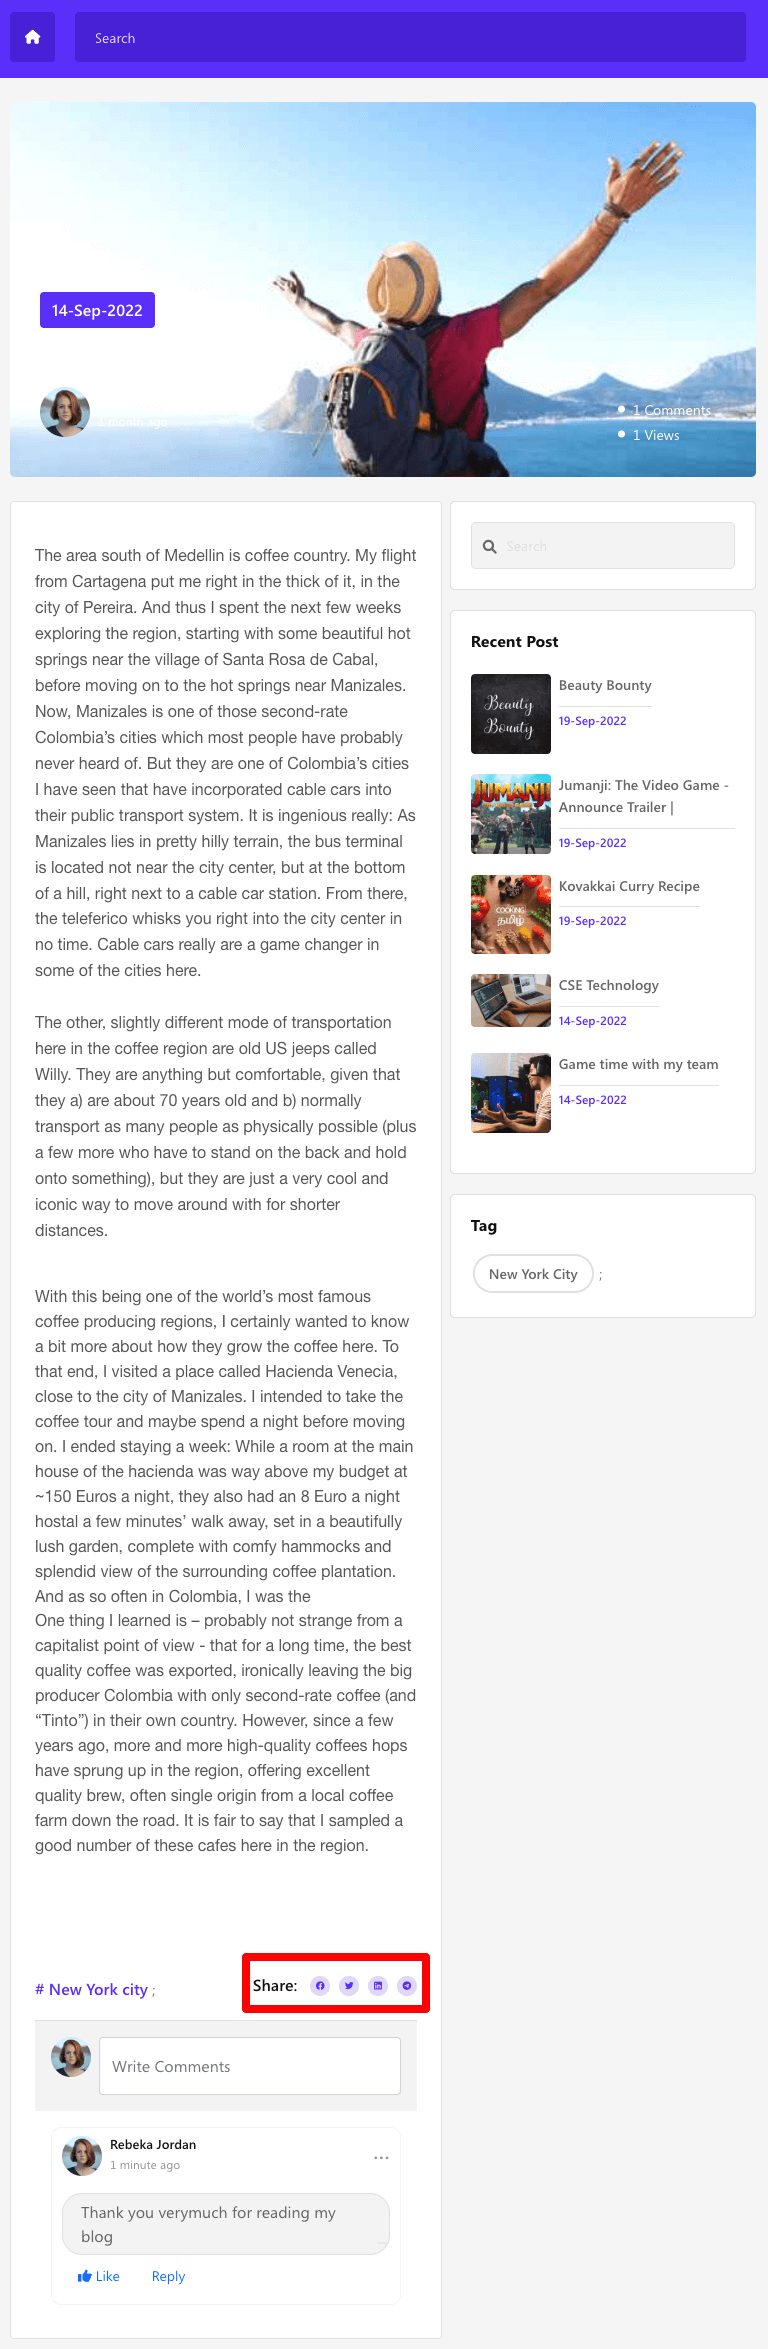 Search
14-Sep-2022
1 month ago
1 Comments
1 Views
The area south of Medellin is coffee country. My flight
from Cartagena put me right in the thick of it, in the
city of Pereira. And thus I spent the next few weeks
exploring the region, starting with some beautiful hot
springs near the village of Santa Rosa de Cabal,
before moving on to the hot springs near Manizales.
Now, Manizales is one of those second-rate
Colombia’s cities which most people have probably
never heard of. But they are one of Colombia’s cities
I have seen that have incorporated cable cars into
their public transport system. It is ingenious really: As
Manizales lies in pretty hilly terrain, the bus terminal
is located not near the city center, but at the bottom
of a hill, right next to a cable car station. From there,
the teleferico whisks you right into the city center in
no time. Cable cars really are a game changer in
some of the cities here.
The other, slightly different mode of transportation
here in the coffee region are old US jeeps called
Willy. They are anything but comfortable, given that
they a) are about 70 years old and b) normally
transport as many people as physically possible (plus
a few more who have to stand on the back and hold
onto something), but they are just a very cool and
iconic way to move around with for shorter
distances.
With this being one of the world’s most famous
coffee producing regions, I certainly wanted to know
a bit more about how they grow the coffee here. To
that end, I visited a place called Hacienda Venecia,
close to the city of Manizales. I intended to take the
coffee tour and maybe spend a night before moving
on. I ended staying a week: While a room at the main
house of the hacienda was way above my budget at
~150 Euros a night, they also had an 8 Euro a night
hostal a few minutes’ walk away, set in a beautifully
lush garden, complete with comfy hammocks and
splendid view of the surrounding coffee plantation.
And as so often in Colombia, I was the
One thing I learned is – probably not strange from a
capitalist point of view - that for a long time, the best
quality coffee was exported, ironically leaving the big
producer Colombia with only second-rate coffee (and
“Tinto”) in their own country. However, since a few
years ago, more and more high-quality coffees hops
have sprung up in the region, offering excellent
quality brew, often single origin from a local coffee
farm down the road. It is fair to say that I sampled a
good number of these cafes here in the region.
# New York city ;
Share:
Write Comments
Rebeka Jordan
1 minute ago
Thank you verymuch for reading my
blog
Like Reply
Search
Recent Post
Beauty Bounty
Beauty Bounty
19-Sep-2022
JUMANJI
Jumanji: The Video Game -
Announce Trailer |
19-Sep-2022
COOKING
தமிழ்
Kovakkai Curry Recipe
19-Sep-2022
CSE Technology
14-Sep-2022
Game time with my team
14-Sep-2022
Tag
New York City ;